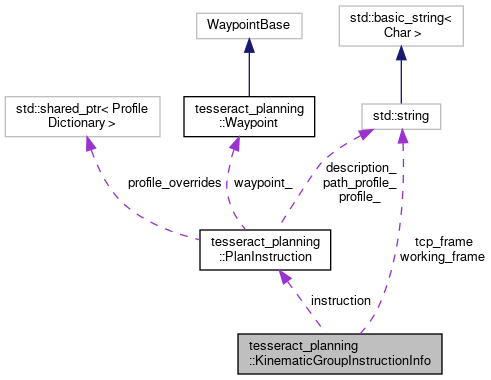 std::basic_string<
Char >
WaypointBase
std::shared_ptr< Profile
Dictionary >
tesseract_planning
::Waypoint
std::string
profile_overrides
waypoint_
description_
path_profile_
profile_
tesseract_planning
::PlanInstruction
tcp_frame
working_frame
instruction
tesseract_planning
::KinematicGroupInstructionInfo